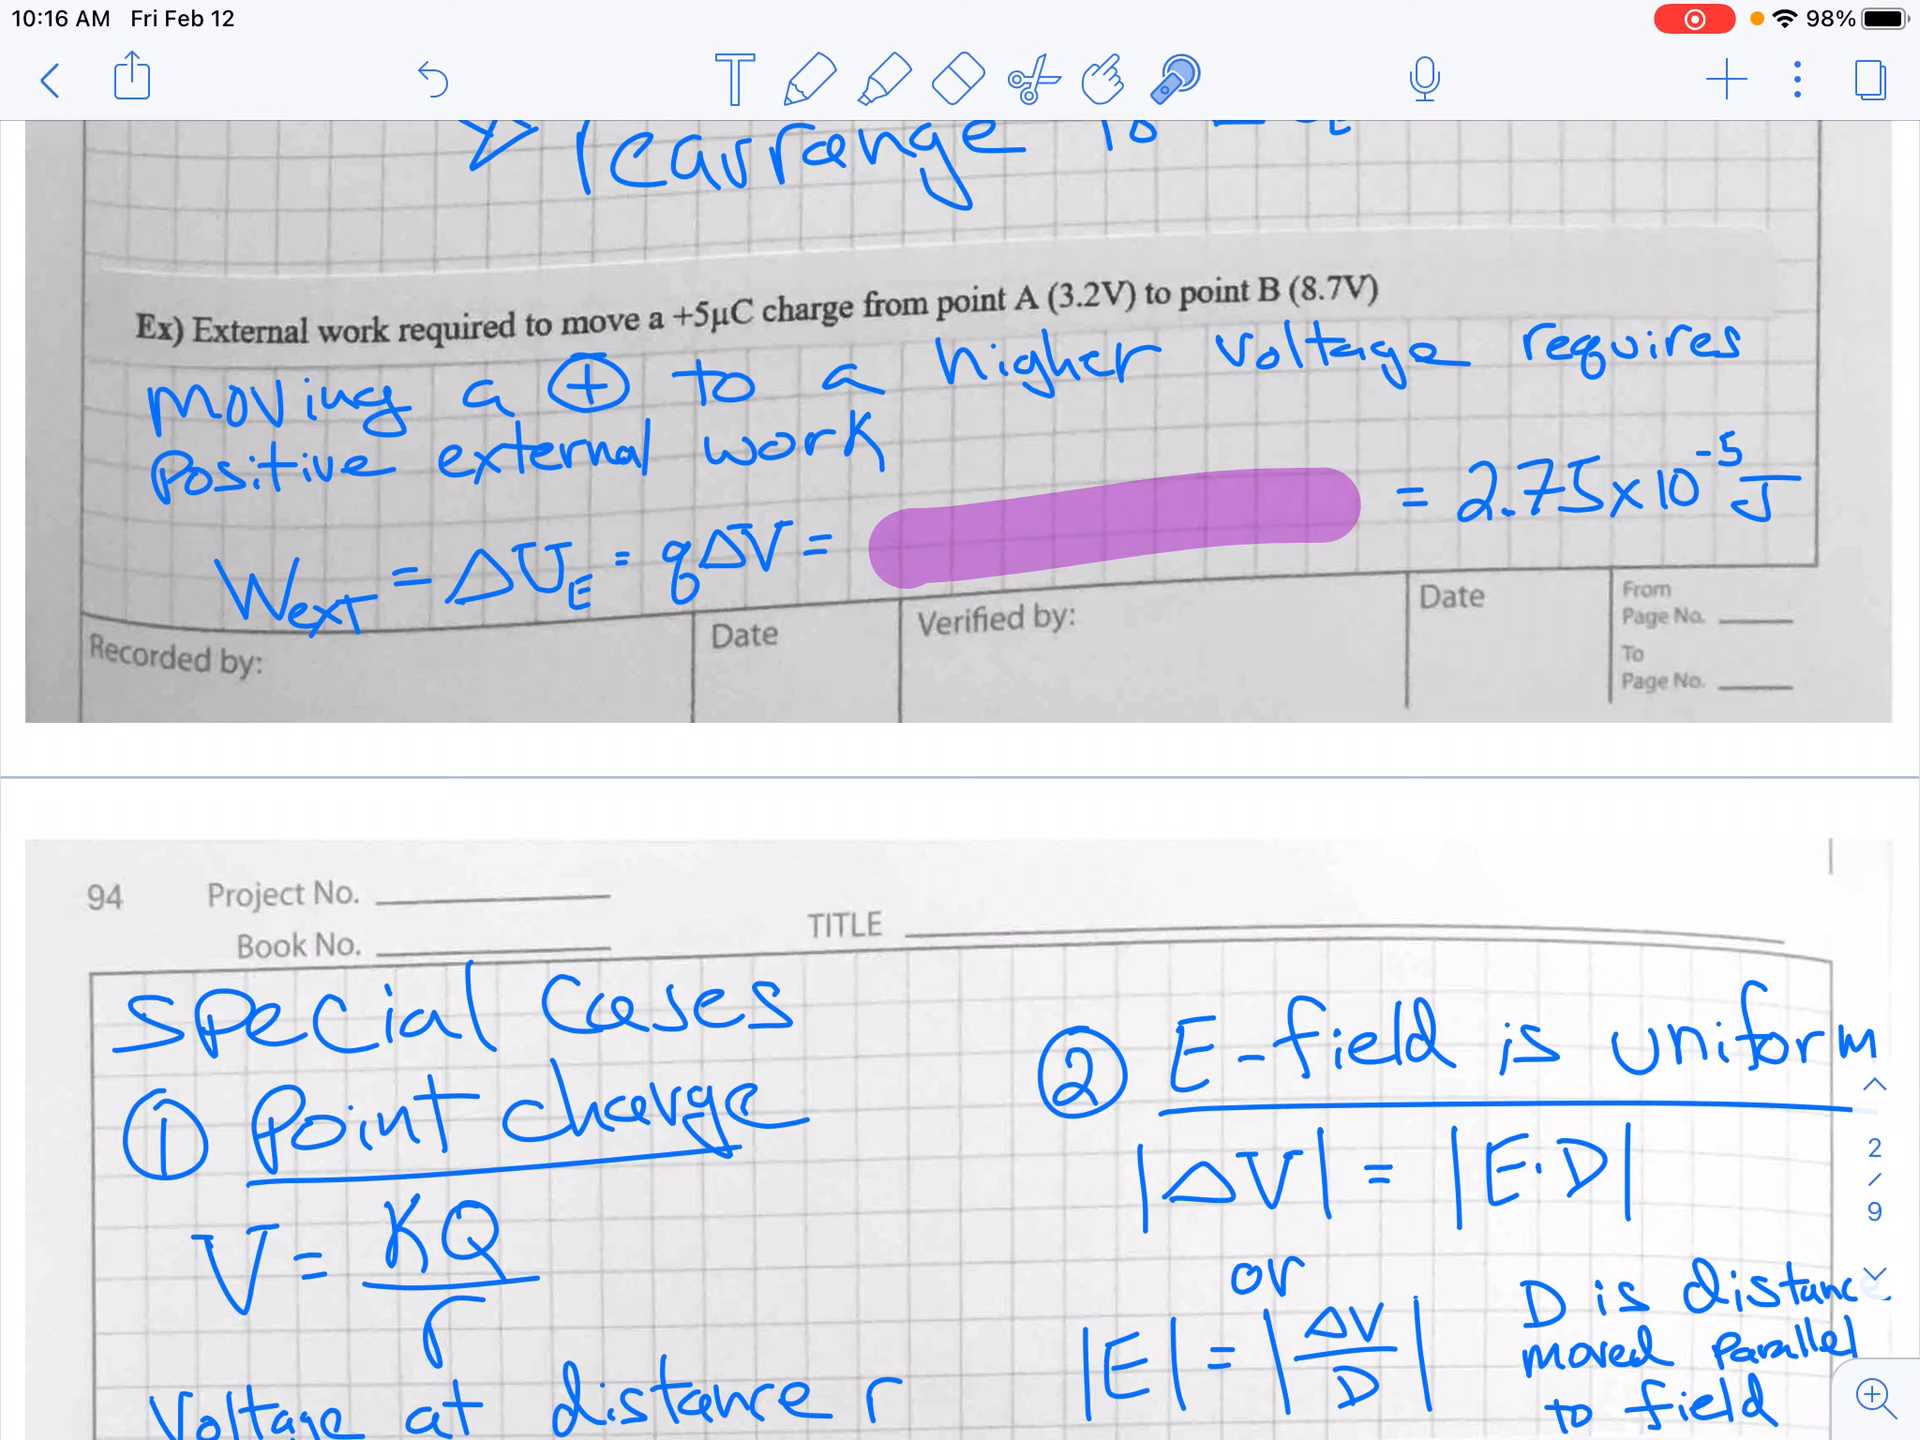 10:16 AM Fri Feb 12
98%
rearrange to
Ex) External work required to move a +5μC charge from point A (3.2V) to point B (8.7V)
moving a ⊕ to a higher voltage requires
Positive external work
W_EXT = ΔU_E = qΔV = = 2.75x10^-5 J
Recorded by:
Date
Verified by:
Date
From
Page No.
To
Page No.
94 Project No.
Book No.
TITLE
Special Cases
① Point charge
V = KQ/r
Voltage at distance r
② E-field is uniform
|ΔV| = |E·D|
or
|E| = |ΔV/D|
D is distanc
moved Parallel
to field
2
/
9